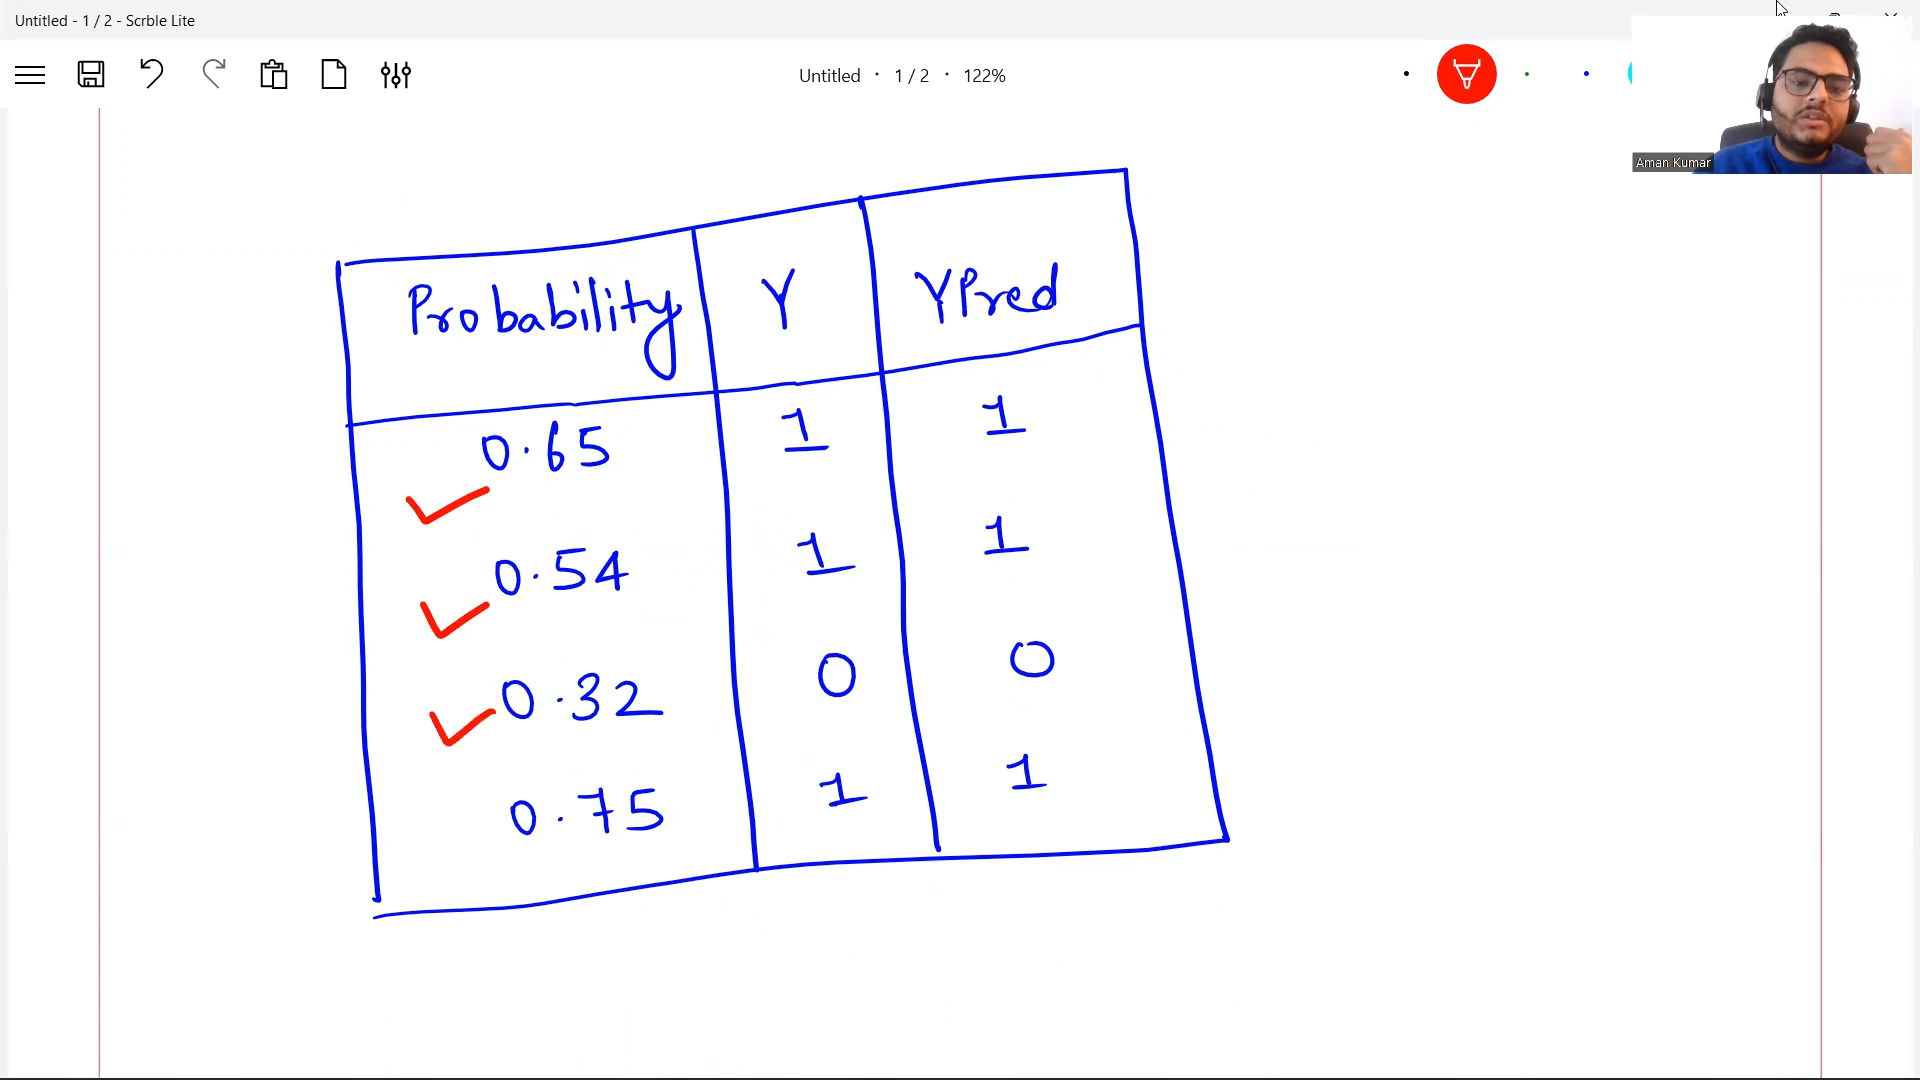 Untitled - 1 / 2 - Scrble Lite
Untitled · 1 / 2 · 122%
Aman Kumar
Probability Y YPred
0.65 1 1
0.54 1 1
0.32 0 0
0.75 1 1